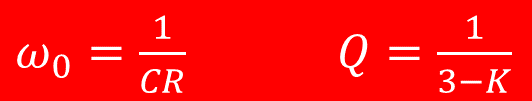 ω₀ = 1/CR Q = 1/3−K